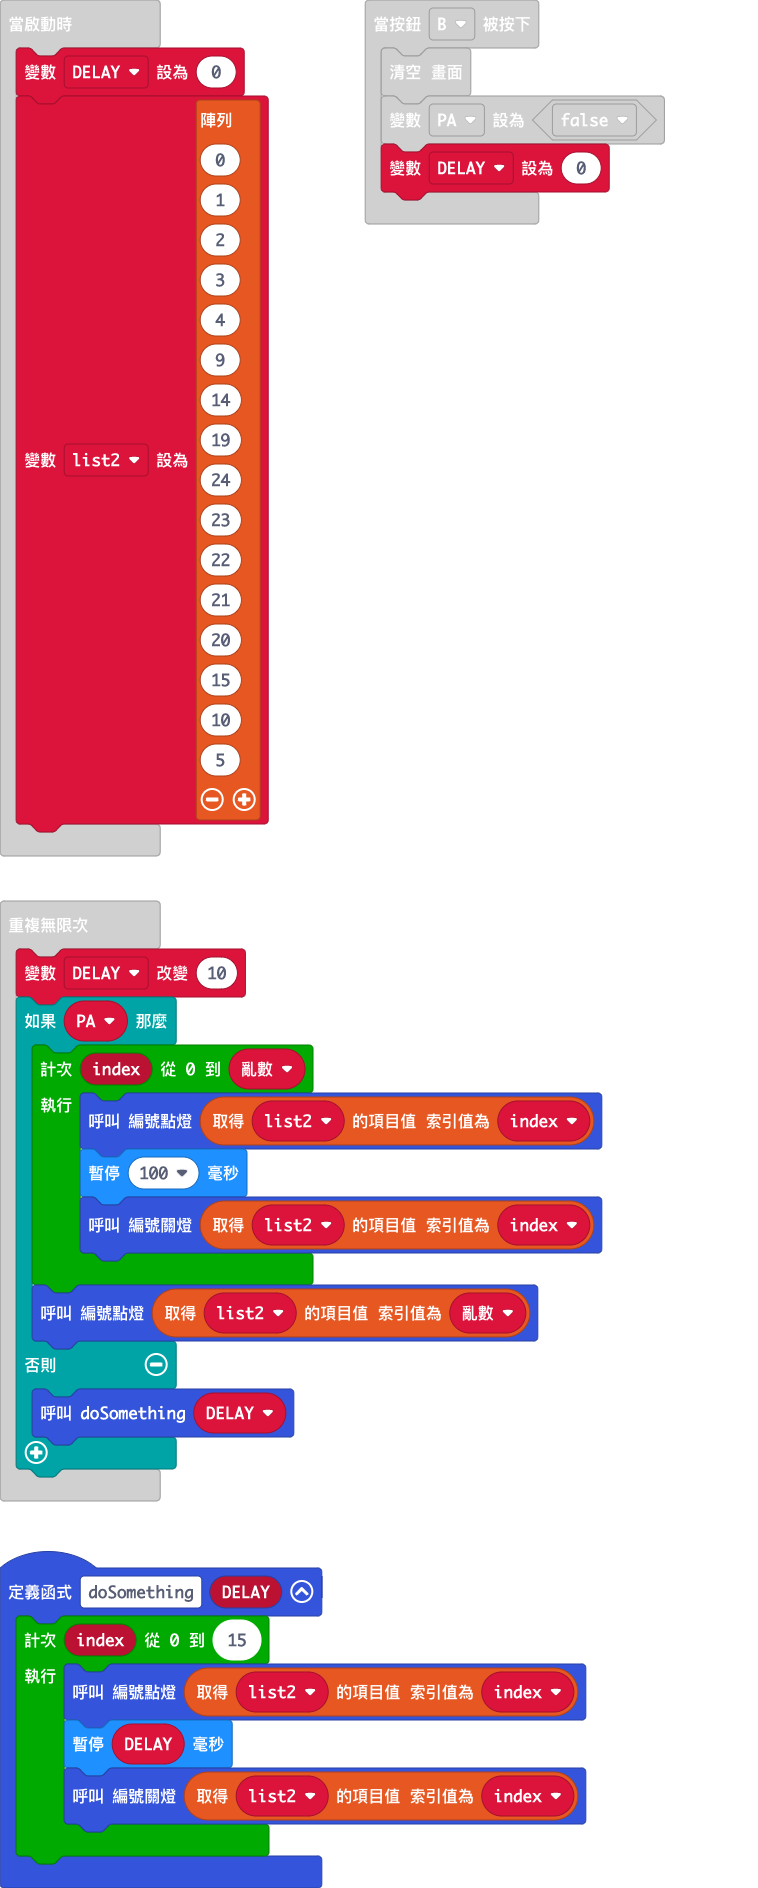 當啟動時
變數 DELAY 設為 0
陣列
0
1
2
3
4
9
14
19
變數 list2 設為
24
23
22
21
20
15
10
5
當按鈕 B 被按下
清空 畫面
變數 PA 設為 false
變數 DELAY 設為 0
重複無限次
變數 DELAY 改變 10
如果 PA 那麼
計次 index 從 0 到 亂數
執行
呼叫 編號點燈 取得 list2 的項目值 索引值為 index
暫停 100 毫秒
呼叫 編號關燈 取得 list2 的項目值 索引值為 index
呼叫 編號點燈 取得 list2 的項目值 索引值為 亂數
否則
呼叫 doSomething DELAY
定義函式 doSomething DELAY
計次 index 從 0 到 15
執行
呼叫 編號點燈 取得 list2 的項目值 索引值為 index
暫停 DELAY 毫秒
呼叫 編號關燈 取得 list2 的項目值 索引值為 index